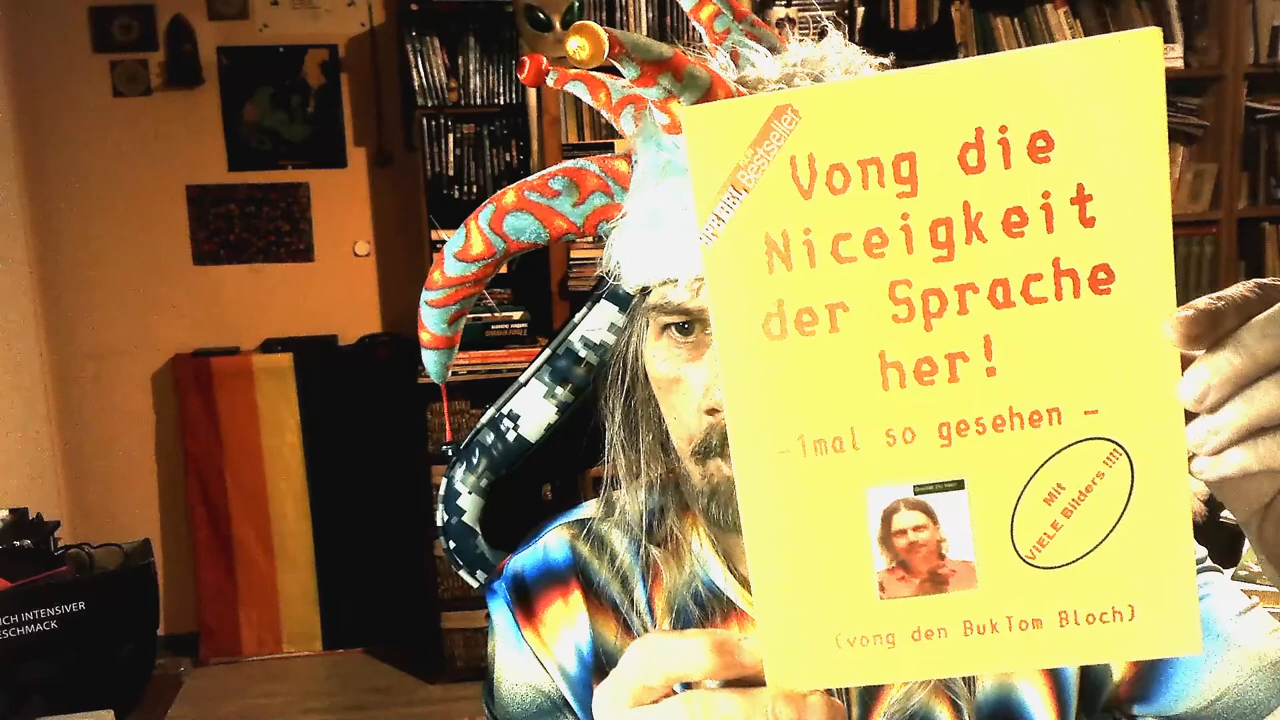 Bestseller
Vong die
Niceigkeit
der Sprache
her!
-1mal so gesehen -
Mit
VIELE Bilders !!!!
(vong den BukTom Bloch)
ICH INTENSIVER
ESCHMACK